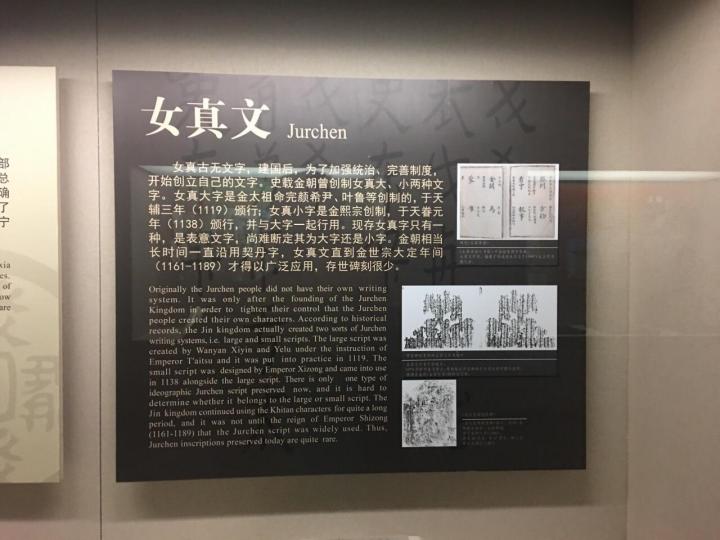 女真文 Jurchen
女真古无文字，建国后，为了加强统治、完善制度，
开始创立自己的文字。史载金朝曾创制女真大、小两种文
字。女真大字是金太祖命完颜希尹、叶鲁等创制的，于天
辅三年（1119）颁行；女真小字是金熙宗创制，于天眷元
年（1138）颁行，并与大字一起行用。现存女真字只有一
种，是表意文字，尚难断定其为大字还是小字。金朝相当
长时间一直沿用契丹字，女真文直到金世宗大定年间
（1161-1189）才得以广泛应用，存世碑刻很少。
Originally the Jurchen people did not have their own writing
system. It was only after the founding of the Jurchen
Kingdom in order to tighten their control that the Jurchen
people created their own characters. According to historical
records, the Jin kingdom actually created two sorts of Jurchen
writing systems, i.e. large and small scripts. The large script was
created by Wanyan Xiyin and Yelu under the instruction of
Emperor T'aitsu and it was put into practice in 1119. The
small script was designed by Emperor Xizong and came into use
in 1138 alongside the large script. There is only one type of
ideographic Jurchen script preserved now, and it is hard to
determine whether it belongs to the large or small script. The
Jin kingdom continued using the Khitan characters for quite a long
period, and it was not until the reign of Emperor Shizong
(1161-1189) that the Jurchen script was widely used. Thus,
Jurchen inscriptions preserved today are quite rare.
部
总
确
了
宁
xia
es.
of
ow
are